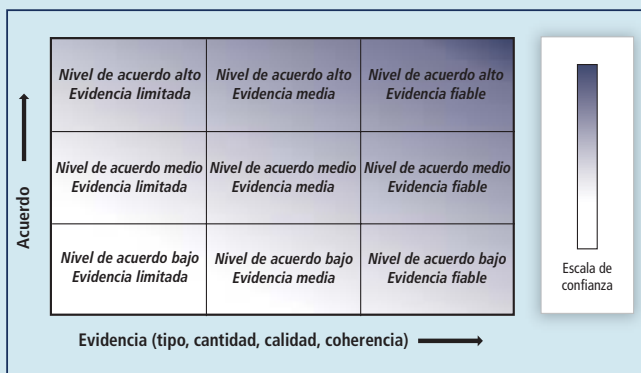 Nivel de acuerdo alto
Evidencia limitada
Nivel de acuerdo alto
Evidencia media
Nivel de acuerdo alto
Evidencia fiable
Nivel de acuerdo medio
Evidencia limitada
Nivel de acuerdo medio
Evidencia media
Nivel de acuerdo medio
Evidencia fiable
Nivel de acuerdo bajo
Evidencia limitada
Nivel de acuerdo bajo
Evidencia media
Nivel de acuerdo bajo
Evidencia fiable
Acuerdo
Evidencia (tipo, cantidad, calidad, coherencia)
Escala de
confianza